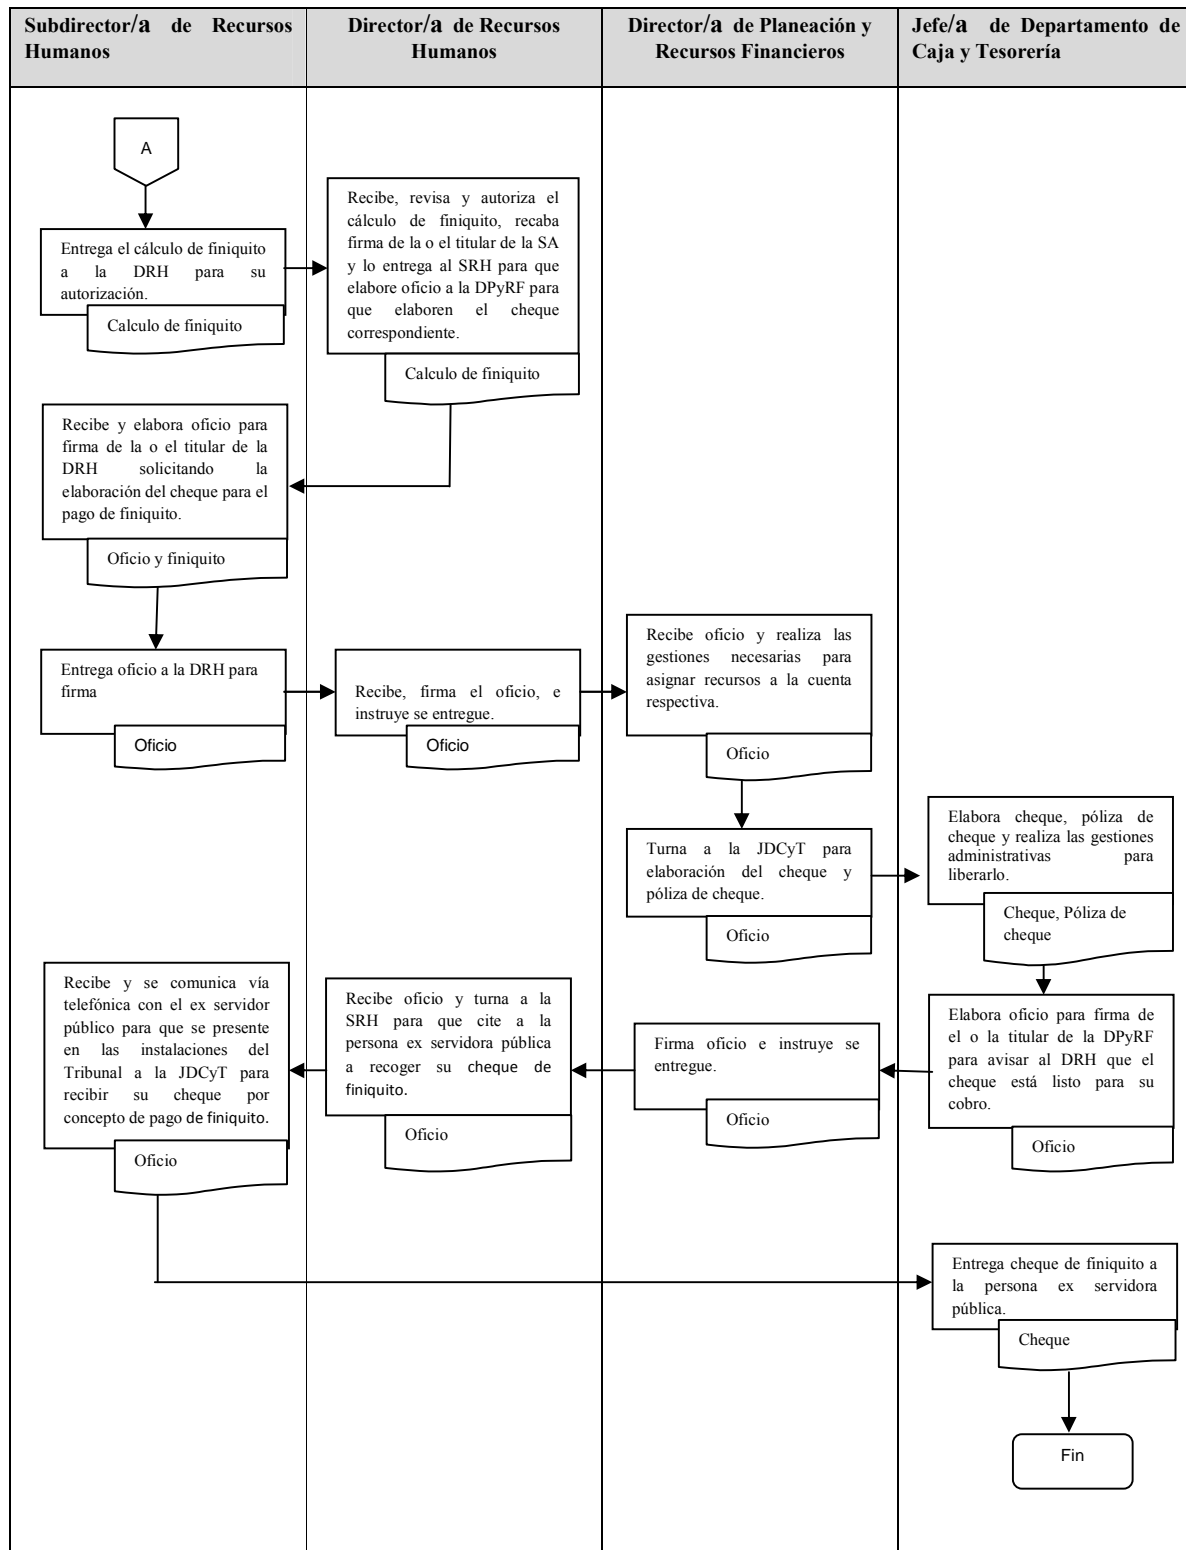 Subdirector/a de Recursos
Humanos
Director/a de Recursos
Humanos
Director/a de Planeación y
Recursos Financieros
Jefe/a de Departamento de
Caja y Tesorería
A
Entrega el cálculo de finiquito
a la DRH para su
autorización.
Calculo de finiquito
Recibe, revisa y autoriza el
cálculo de finiquito, recaba
firma de la o el titular de la SA
y lo entrega al SRH para que
elabore oficio a la DPyRF para
que elaboren el cheque
correspondiente.
Calculo de finiquito
Recibe y elabora oficio para
firma de la o el titular de la
DRH solicitando la
elaboración del cheque para el
pago de finiquito.
Oficio y finiquito
Entrega oficio a la DRH para
firma
Oficio
Recibe, firma el oficio, e
instruye se entregue.
Oficio
Recibe oficio y realiza las
gestiones necesarias para
asignar recursos a la cuenta
respectiva.
Oficio
Turna a la JDCyT para
elaboración del cheque y
póliza de cheque.
Oficio
Elabora cheque, póliza de
cheque y realiza las gestiones
administrativas para
liberarlo.
Cheque, Póliza de
cheque
Elabora oficio para firma de
el o la titular de la DPyRF
para avisar al DRH que el
cheque está listo para su
cobro.
Oficio
Firma oficio e instruye se
entregue.
Oficio
Recibe oficio y turna a la
SRH para que cite a la
persona ex servidora pública
a recoger su cheque de
finiquito.
Oficio
Recibe y se comunica vía
telefónica con el ex servidor
público para que se presente
en las instalaciones del
Tribunal a la JDCyT para
recibir su cheque por
concepto de pago de finiquito.
Oficio
Entrega cheque de finiquito a
la persona ex servidora
pública.
Cheque
Fin